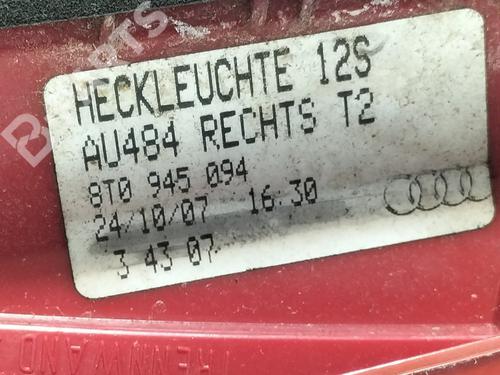 HECKLEUCHTE 12S
AU484 RECHTS T2
8T0 945 094
24/10/07 16.30
3 43 07